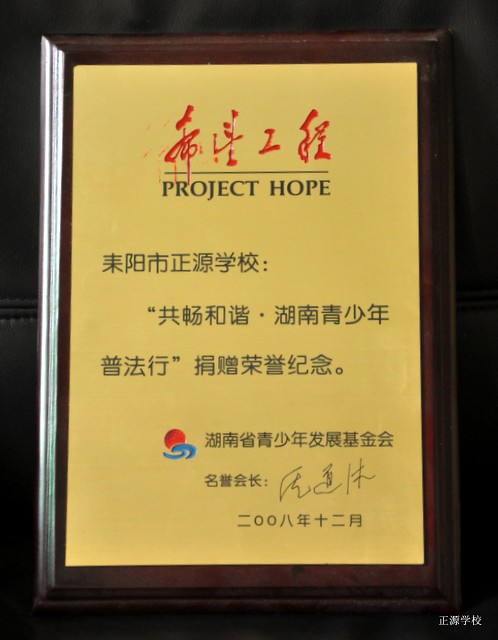 希望工程
PROJECT HOPE
耒阳市正源学校：
“共畅和谐·湖南青少年
普法行”捐赠荣誉纪念。
湖南省青少年发展基金会
名誉会长：
二〇〇八年十二月
正源学校